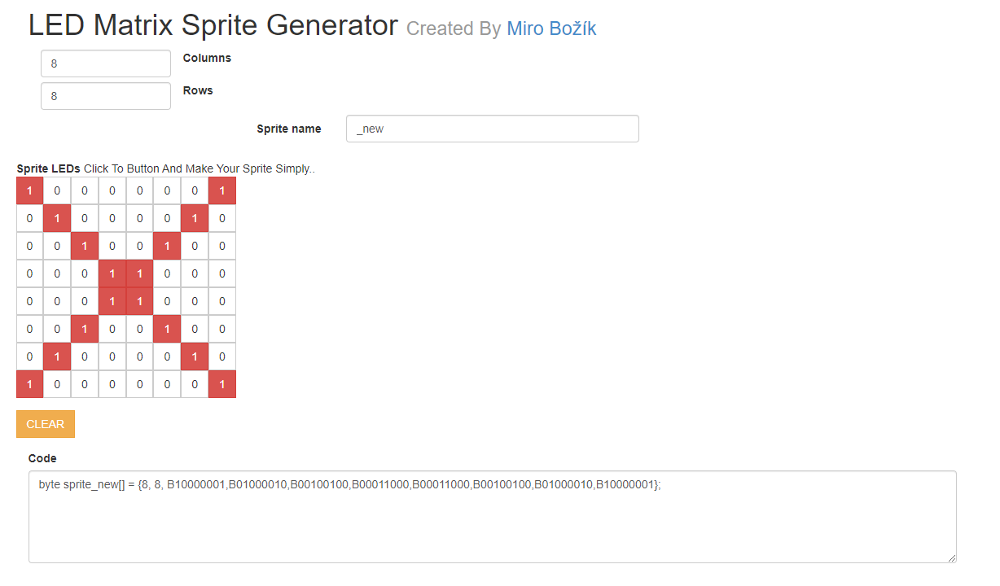 LED Matrix Sprite Generator Created By Miro Božík
8 Columns
8 Rows
Sprite name _new
Sprite LEDs Click To Button And Make Your Sprite Simply..
1 0 0 0 0 0 0 1
0 1 0 0 0 0 1 0
0 0 1 0 0 1 0 0
0 0 0 1 1 0 0 0
0 0 0 1 1 0 0 0
0 0 1 0 0 1 0 0
0 1 0 0 0 0 1 0
1 0 0 0 0 0 0 1
CLEAR
Code
byte sprite_new[] = {8, 8, B10000001,B01000010,B00100100,B00011000,B00011000,B00100100,B01000010,B10000001};